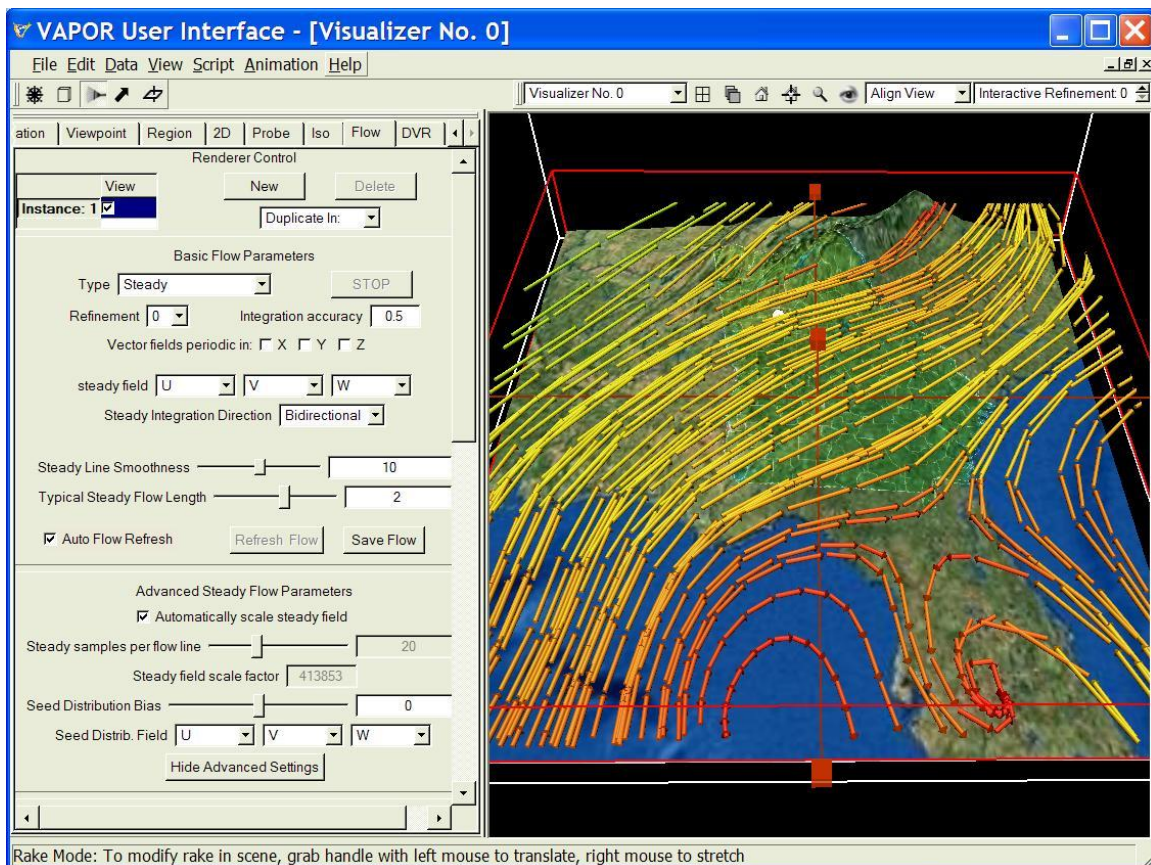 VAPOR User Interface - [Visualizer No. 0]
File Edit Data View Script Animation Help
Visualizer No. 0 Align View Interactive Refinement: 0
ation Viewpoint Region 2D Probe Iso Flow DVR
Renderer Control
View New Delete
Instance: 1
Duplicate In:
Basic Flow Parameters
Type Steady STOP
Refinement 0 Integration accuracy 0.5
Vector fields periodic in: X Y Z
steady field U V W
Steady Integration Direction Bidirectional
Steady Line Smoothness 10
Typical Steady Flow Length 2
Auto Flow Refresh Refresh Flow Save Flow
Advanced Steady Flow Parameters
Automatically scale steady field
Steady samples per flow line 20
Steady field scale factor 413853
Seed Distribution Bias 0
Seed Distrib. Field U V W
Hide Advanced Settings
Rake Mode: To modify rake in scene, grab handle with left mouse to translate, right mouse to stretch